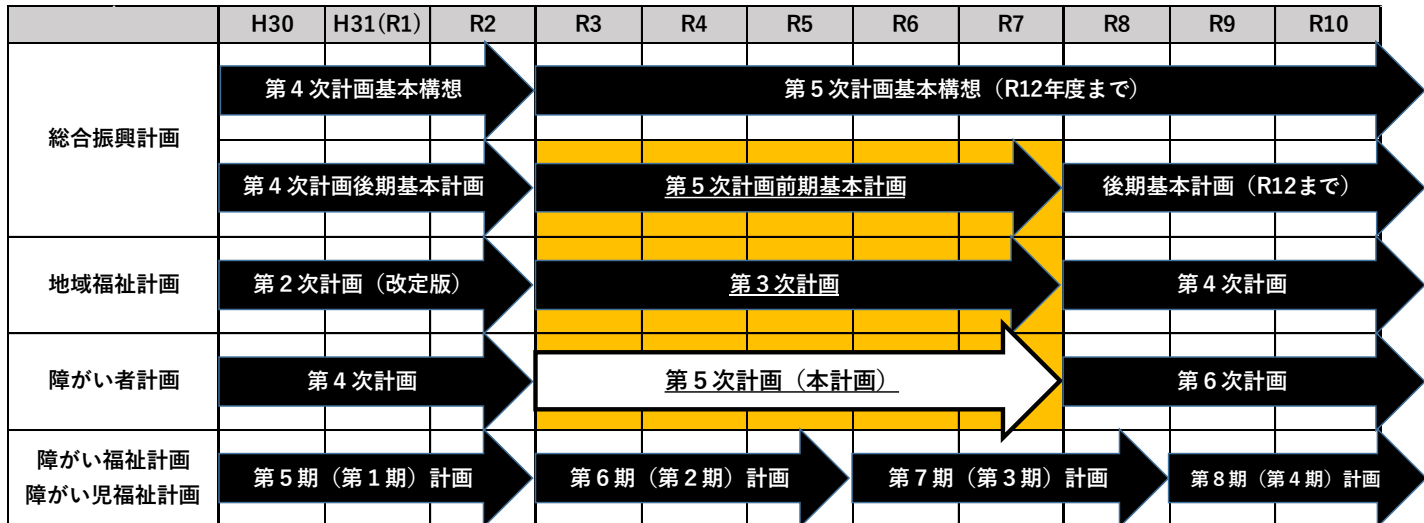 H30 H31(R1) R2 R3 R4 R5 R6 R7 R8 R9 R10
総合振興計画
第４次計画基本構想 第５次計画基本構想（R12年度まで）
第４次計画後期基本計画 第５次計画前期基本計画 後期基本計画（R12まで）
地域福祉計画 第２次計画（改定版） 第３次計画 第４次計画
障がい者計画 第４次計画 第５次計画（本計画） 第６次計画
障がい福祉計画
障がい児福祉計画
第５期（第１期）計画 第６期（第２期）計画 第７期（第３期）計画 第８期（第４期）計画